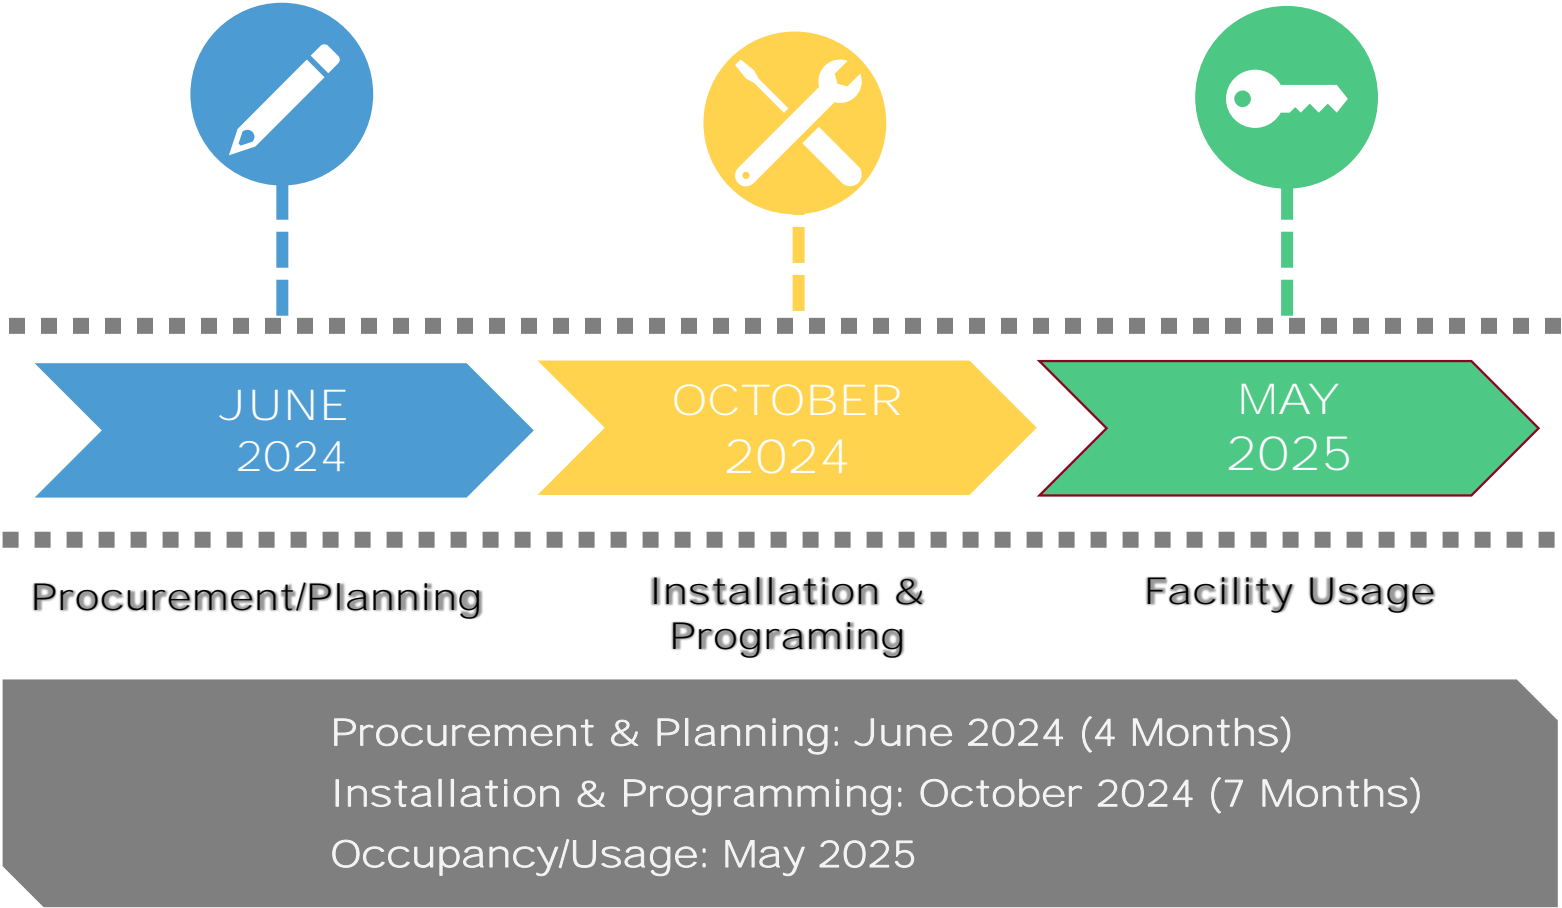 JUNE
2024
OCTOBER
2024
MAY
2025
Procurement/Planning
Installation &
Programing
Facility Usage
Procurement & Planning: June 2024 (4 Months)
Installation & Programming: October 2024 (7 Months)
Occupancy/Usage: May 2025